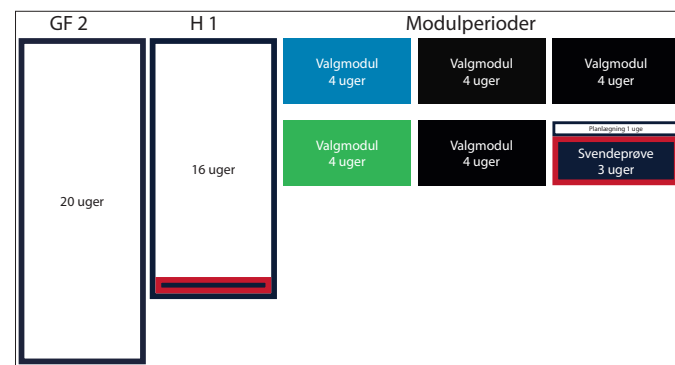 GF 2
H 1
Modulperioder
Valgmodul
4 uger
Valgmodul
4 uger
Valgmodul
4 uger
Valgmodul
4 uger
Valgmodul
4 uger
Planlægning 1 uge
Svendeprøve
3 uger
16 uger
20 uger